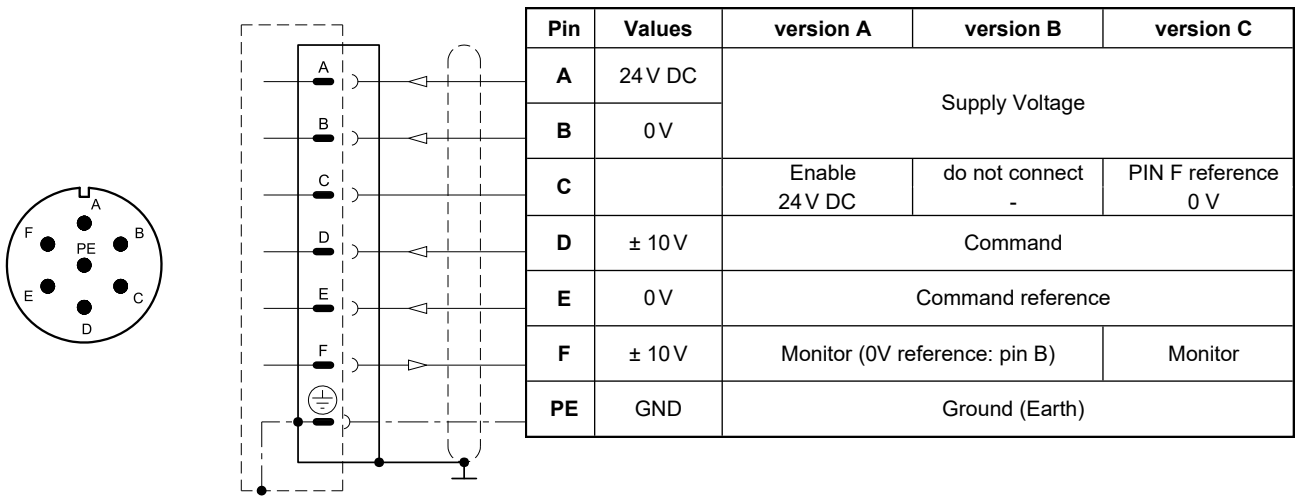 A
F
B
PE
E
C
D
A
B
C
D
E
F
Pin Values version A version B version C
A 24 V DC
Supply Voltage
B 0 V
C Enable do not connect PIN F reference
24 V DC - 0 V
D ± 10 V Command
E 0 V Command reference
F ± 10 V Monitor (0V reference: pin B) Monitor
PE GND Ground (Earth)